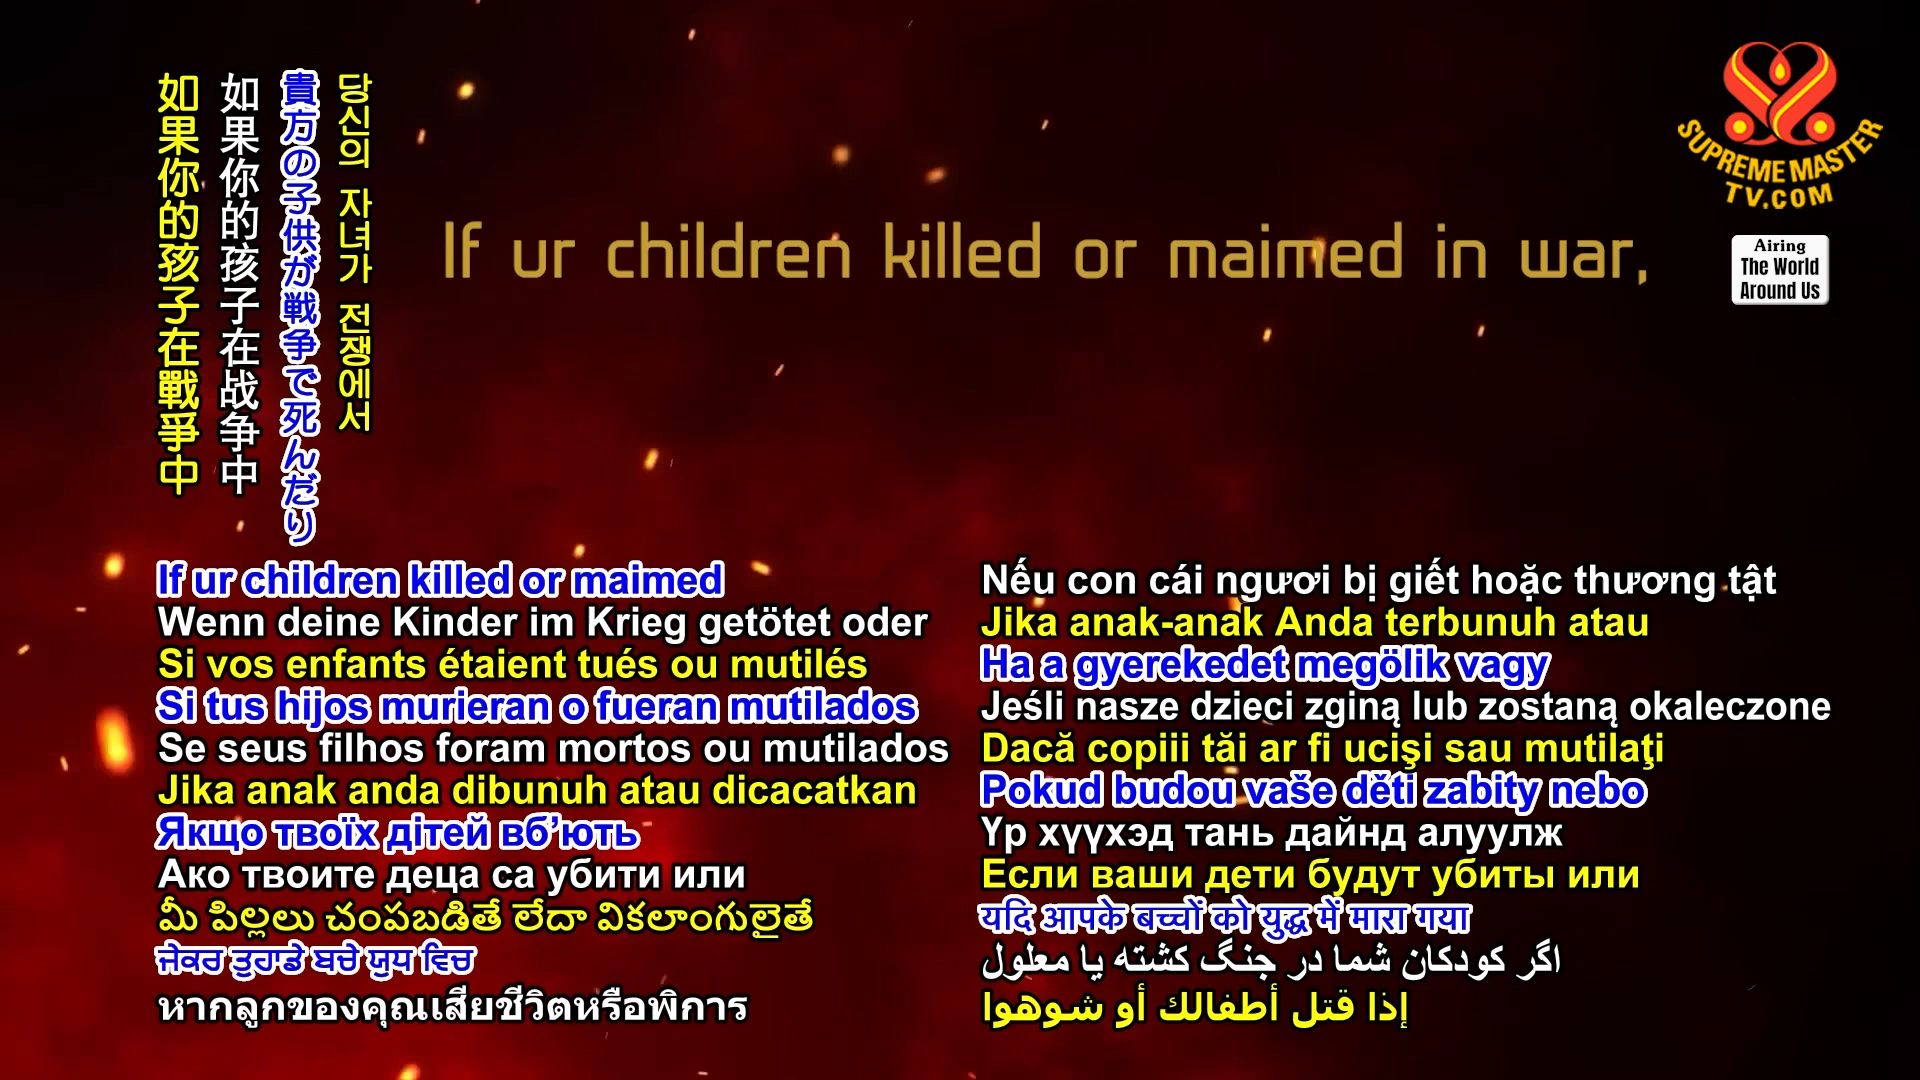 如果你的孩子在戰爭中
如果你的孩子在战争中
貴方の子供が戦争で死んだり
당신의 자녀가 전쟁에서
If ur children killed or maimed in war,
SUPREME MASTER
TV.COM
Airing
The World
Around Us
If ur children killed or maimed
Wenn deine Kinder im Krieg getötet oder
Si vos enfants étaient tués ou mutilés
Si tus hijos murieran o fueran mutilados
Se seus filhos foram mortos ou mutilados
Jika anak anda dibunuh atau dicacatkan
Якщо твоїх дітей вб’ють
Ако твоите деца са убити или
మీ పిల్లలు చంపబడితే లేదా వికలాంగులైతే
ਜੇਕਰ ਤੁਹਾਡੇ ਬਚੇ ਯੁਧ ਵਿਚ
หากลูกของคุณเสียชีวิตหรือพิการ
Nếu con cái ngươi bị giết hoặc thương tật
Jika anak-anak Anda terbunuh atau
Ha a gyerekedet megölik vagy
Jeśli nasze dzieci zginą lub zostaną okaleczone
Dacă copiii tăi ar fi ucişi sau mutilaţi
Pokud budou vaše děti zabity nebo
Үр хүүхэд тань дайнд алуулж
Если ваши дети будут убиты или
यदि आपके बच्चों को युद्ध में मारा गया
اگر کودکان شما در جنگ کشته یا معلول
إذا قتل أطفالك أو شوهوا